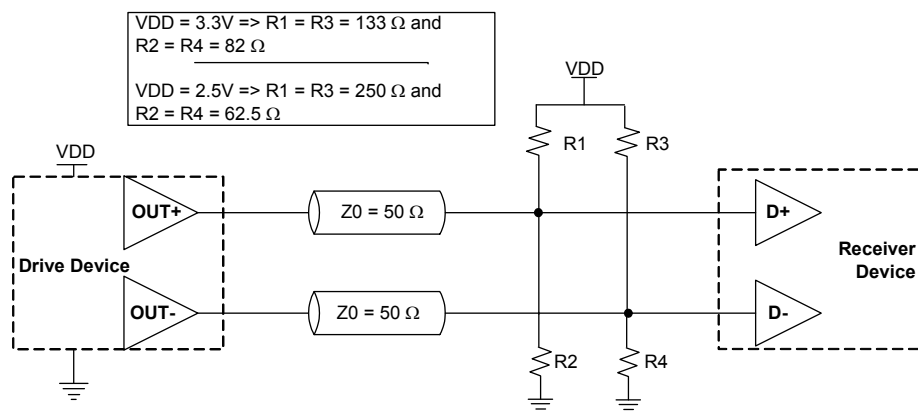 VDD = 3.3V => R1 = R3 = 133 Ω and
R2 = R4 = 82 Ω
VDD = 2.5V => R1 = R3 = 250 Ω and
R2 = R4 = 62.5 Ω
VDD
R1
R3
VDD
OUT+
Z0 = 50 Ω
D+
Drive Device
Receiver
Device
OUT-
Z0 = 50 Ω
D-
R2
R4